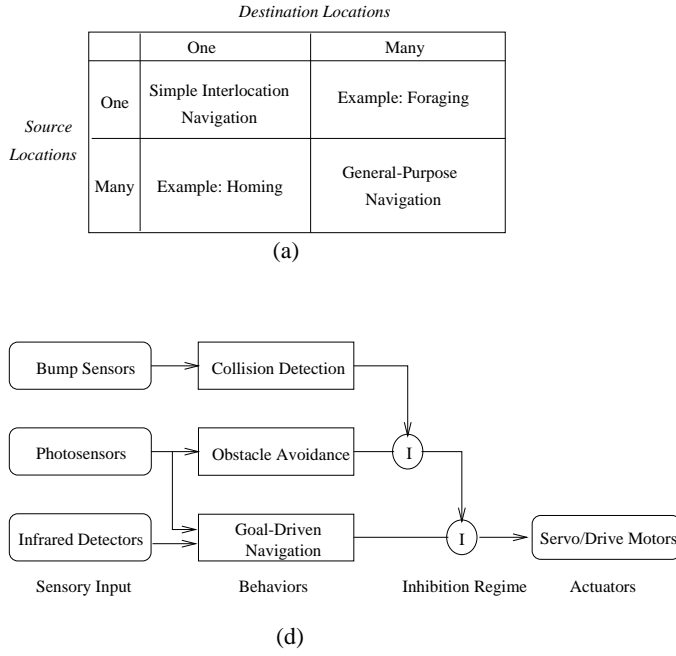 Destination Locations
One Many
Source
Locations
One
Simple Interlocation
Navigation
Example: Foraging
Many
Example: Homing
General-Purpose
Navigation
(a)
Bump Sensors
Collision Detection
Photosensors
Obstacle Avoidance
I
Infrared Detectors
Goal-Driven
Navigation
I
Servo/Drive Motors
Sensory Input Behaviors Inhibition Regime Actuators
(d)